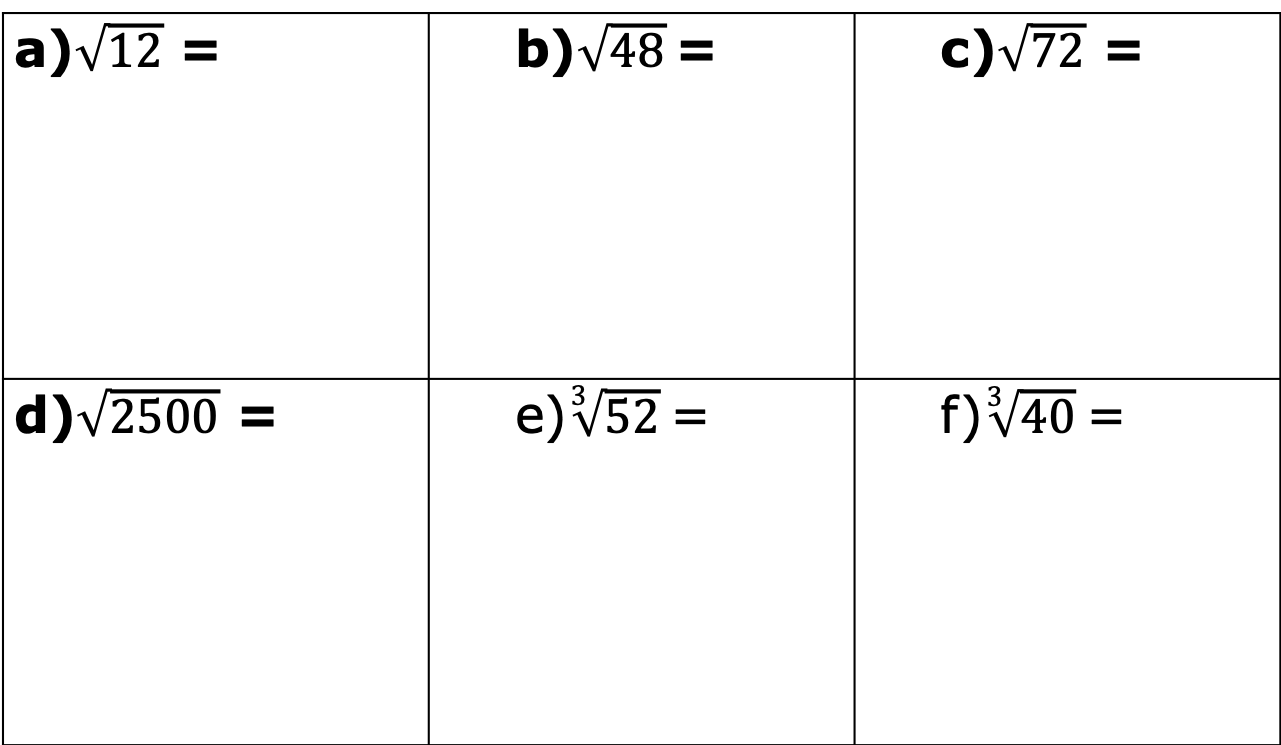 a)√12 =
b)√48 =
c)√72 =
d)√2500 =
e)∛52 =
f)∛40 =